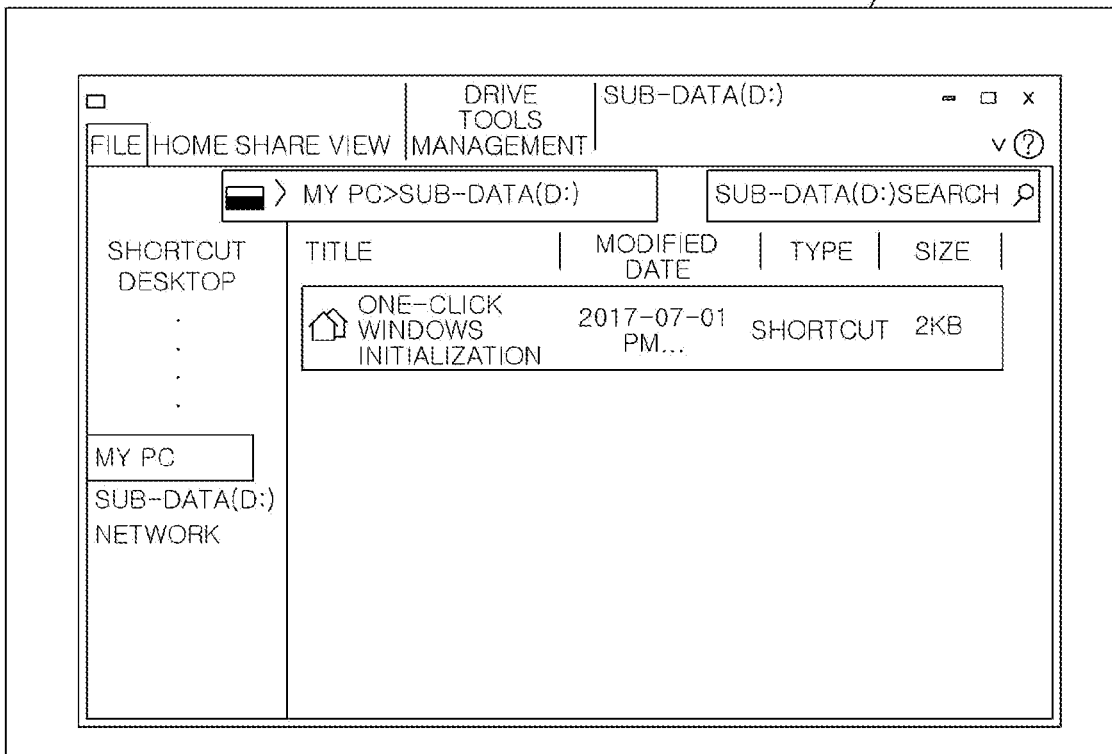 DRIVE
TOOLS
MANAGEMENT
SUB-DATA(D:)
FILE HOME SHARE VIEW
MY PC>SUB-DATA(D:)
SUB-DATA(D:)SEARCH
SHORTCUT
DESKTOP
MY PC
SUB-DATA(D:)
NETWORK
TITLE
MODIFIED
DATE
TYPE
SIZE
ONE-CLICK
WINDOWS
INITIALIZATION
2017-07-01
PM...
SHORTCUT
2KB